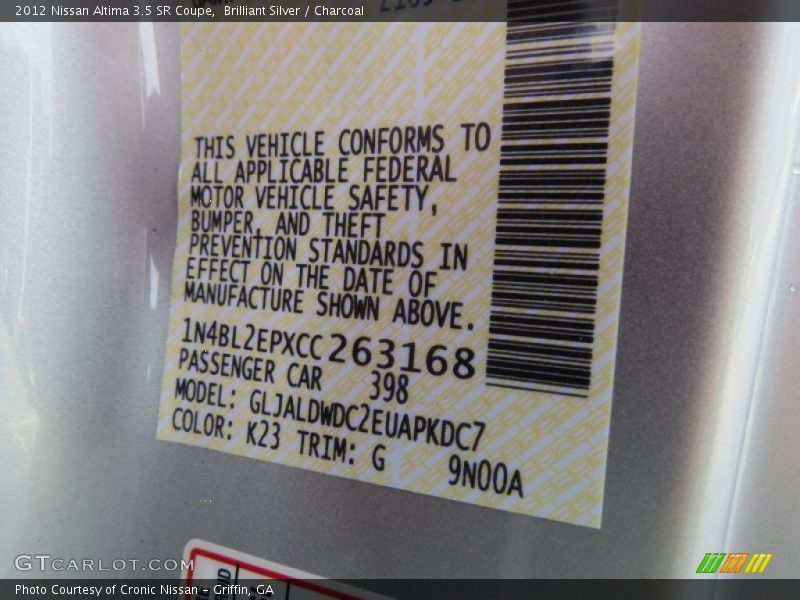 2012 Nissan Altima 3.5 SR Coupe,  Brilliant Silver / Charcoal
THIS VEHICLE CONFORMS TO
ALL APPLICABLE FEDERAL
MOTOR VEHICLE SAFETY,
BUMPER, AND THEFT
PREVENTION STANDARDS IN
EFFECT ON THE DATE OF
MANUFACTURE SHOWN ABOVE.
1N4BL2EPXCC263168
PASSENGER CAR 398
MODEL: GLJALDWDC2EUAPKDC7
COLOR: K23 TRIM: G 9N00A
GTCARLOT.COM
Photo Courtesy of Cronic Nissan - Griffin, GA